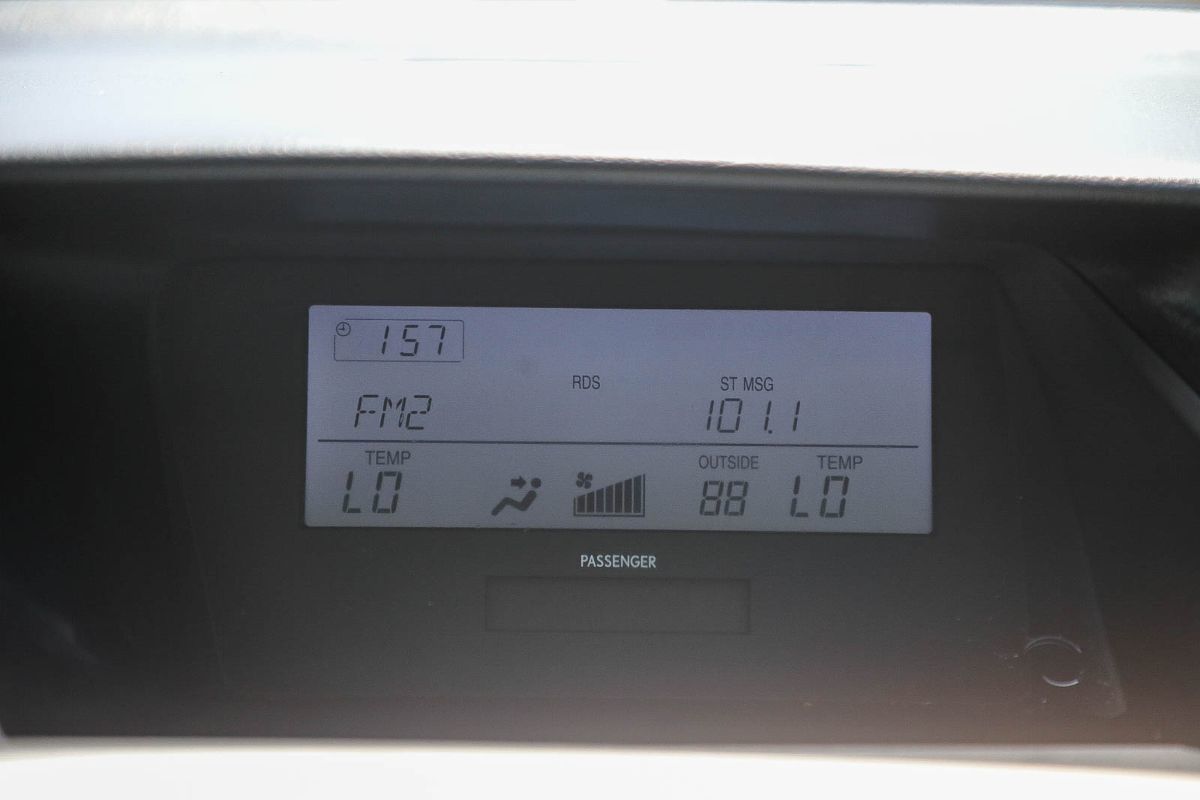 157
RDS ST MSG
FM2 101.1
TEMP OUTSIDE TEMP
LO 88 LO
PASSENGER